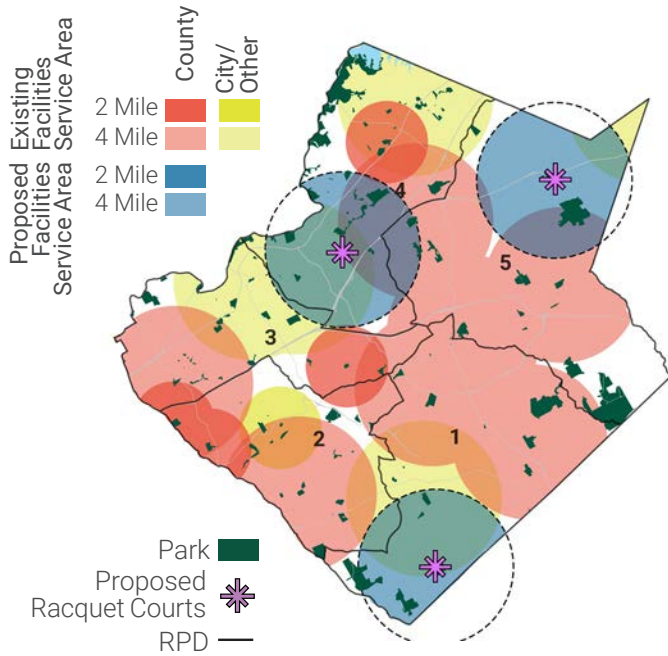 Existing
Facilities
Service Area
County
City/
Other
2 Mile
4 Mile
Proposed
Facilities
Service Area
2 Mile
4 Mile
4
5
3
2
1
Park
Proposed
Racquet Courts
RPD